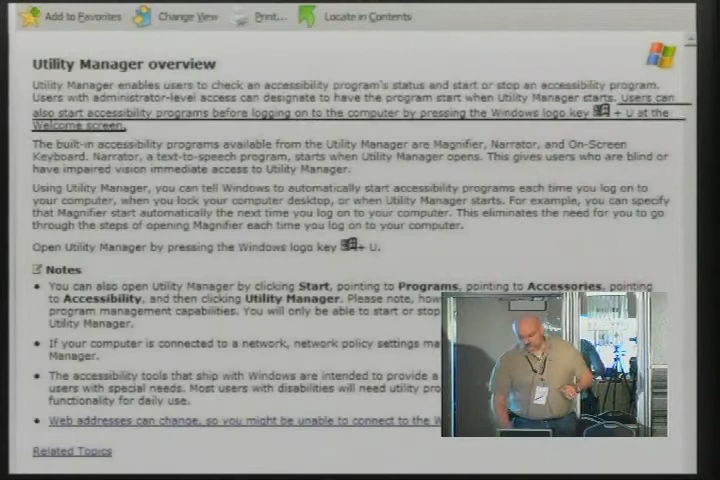 Add to Favorites Change View Print... Locate in Contents
Utility Manager overview
Utility Manager enables users to check an accessibility program's status and start or stop an accessibility program.
Users with administrator-level access can designate to have the program start when Utility Manager starts. Users can
also start accessibility programs before logging on to the computer by pressing the Windows logo key + U at the
Welcome screen.
The built-in accessibility programs available from the Utility Manager are Magnifier, Narrator, and On-Screen
Keyboard. Narrator, a text-to-speech program, starts when Utility Manager opens. This gives users who are blind or
have impaired vision immediate access to Utility Manager.
Using Utility Manager, you can tell Windows to automatically start accessibility programs each time you log on to
your computer, when you lock your computer desktop, or when Utility Manager starts. For example, you can specify
that Magnifier start automatically the next time you log on to your computer. This eliminates the need for you to go
through the steps of opening Magnifier each time you log on to your computer.
Open Utility Manager by pressing the Windows logo key + U.
Notes
• You can also open Utility Manager by clicking Start, pointing to Programs, pointing to Accessories, pointing
to Accessibility, and then clicking Utility Manager. Please note, how
program management capabilities. You will only be able to start or stop
Utility Manager.
• If your computer is connected to a network, network policy settings ma
Manager.
• The accessibility tools that ship with Windows are intended to provide a
users with special needs. Most users with disabilities will need utility pro
functionality for daily use.
• Web addresses can change, so you might be unable to connect to the W
Related Topics